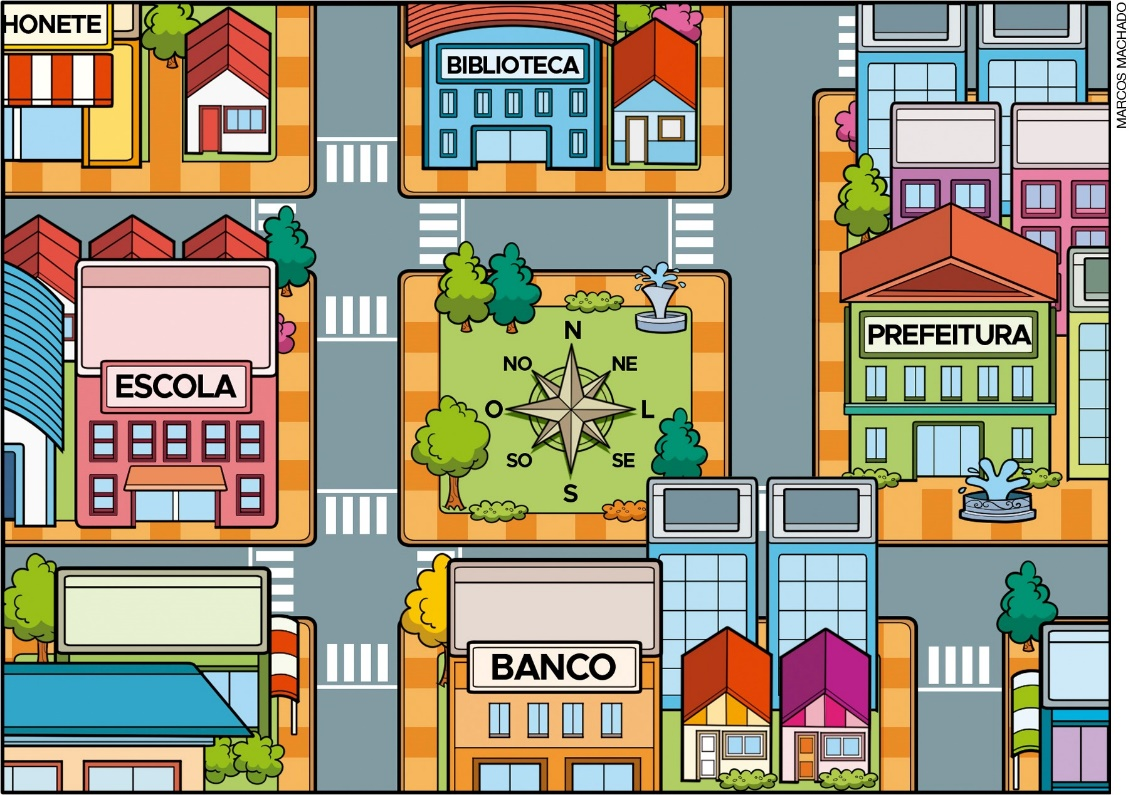 HONETE
BIBLIOTECA
MARCOS MACHADO
ESCOLA
PREFEITURA
N
NO
NE
O
L
SO
SE
S
BANCO